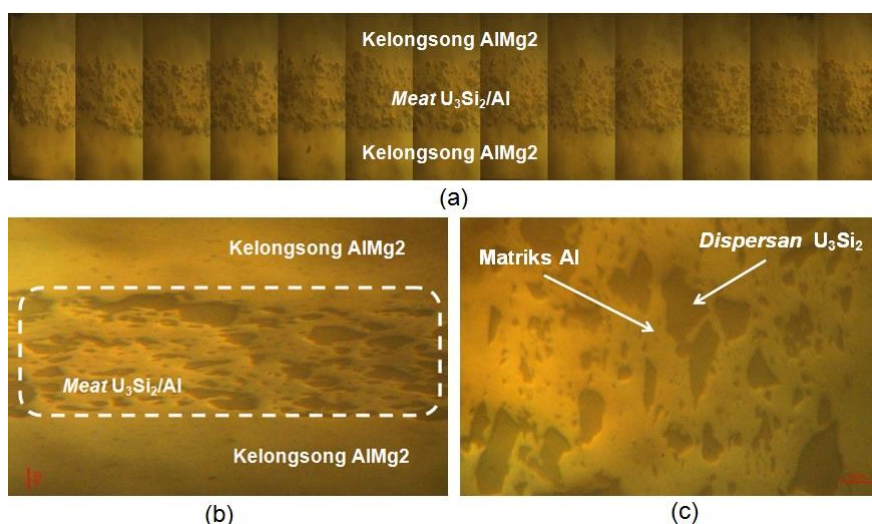 Kelongsong AlMg2
Meat U₃Si₂/Al
Kelongsong AlMg2
(a)
Kelongsong AlMg2
Meat U₃Si₂/Al
Kelongsong AlMg2
(b)
Matriks Al
Dispersan U₃Si₂
(c)